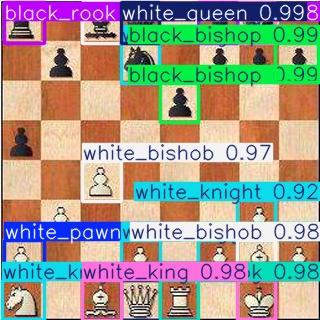 black_rook
white_queen 0.998
black_bishop 0.99
black_bishop 0.99
white_bishob 0.97
white_knight 0.92
white_pawn
white_bishob 0.98
white_k
white_king 0.98
k 0.98